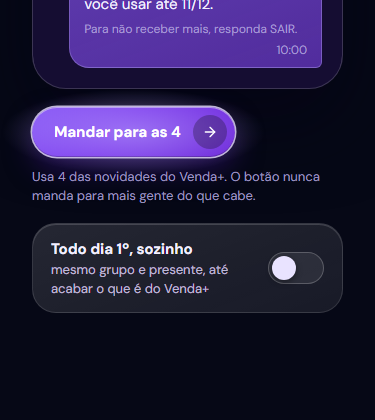 você usar até 11/12.
Para não receber mais, responda SAIR.
10:00
Mandar para as 4
Usa 4 das novidades do Venda+. O botão nunca
manda para mais gente do que cabe.
Todo dia 1º, sozinho
mesmo grupo e presente, até
acabar o que é do Venda+